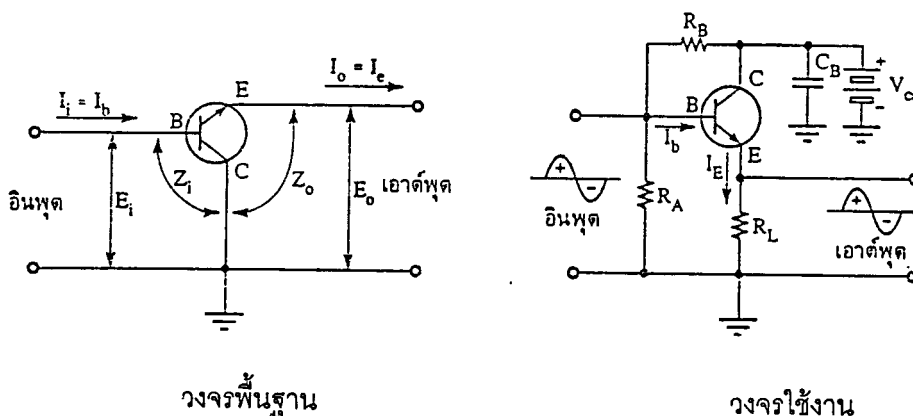 I_o = I_e
I_i = I_b
E
B
C
Z_i
Z_o
E_i
E_o
อินพุต
เอาต์พุต
วงจรพื้นฐาน
R_B
C_B
+
-
V_c
C
B
I_b
E
I_E
+
-
อินพุต
R_A
R_L
+
-
เอาต์พุต
วงจรใช้งาน